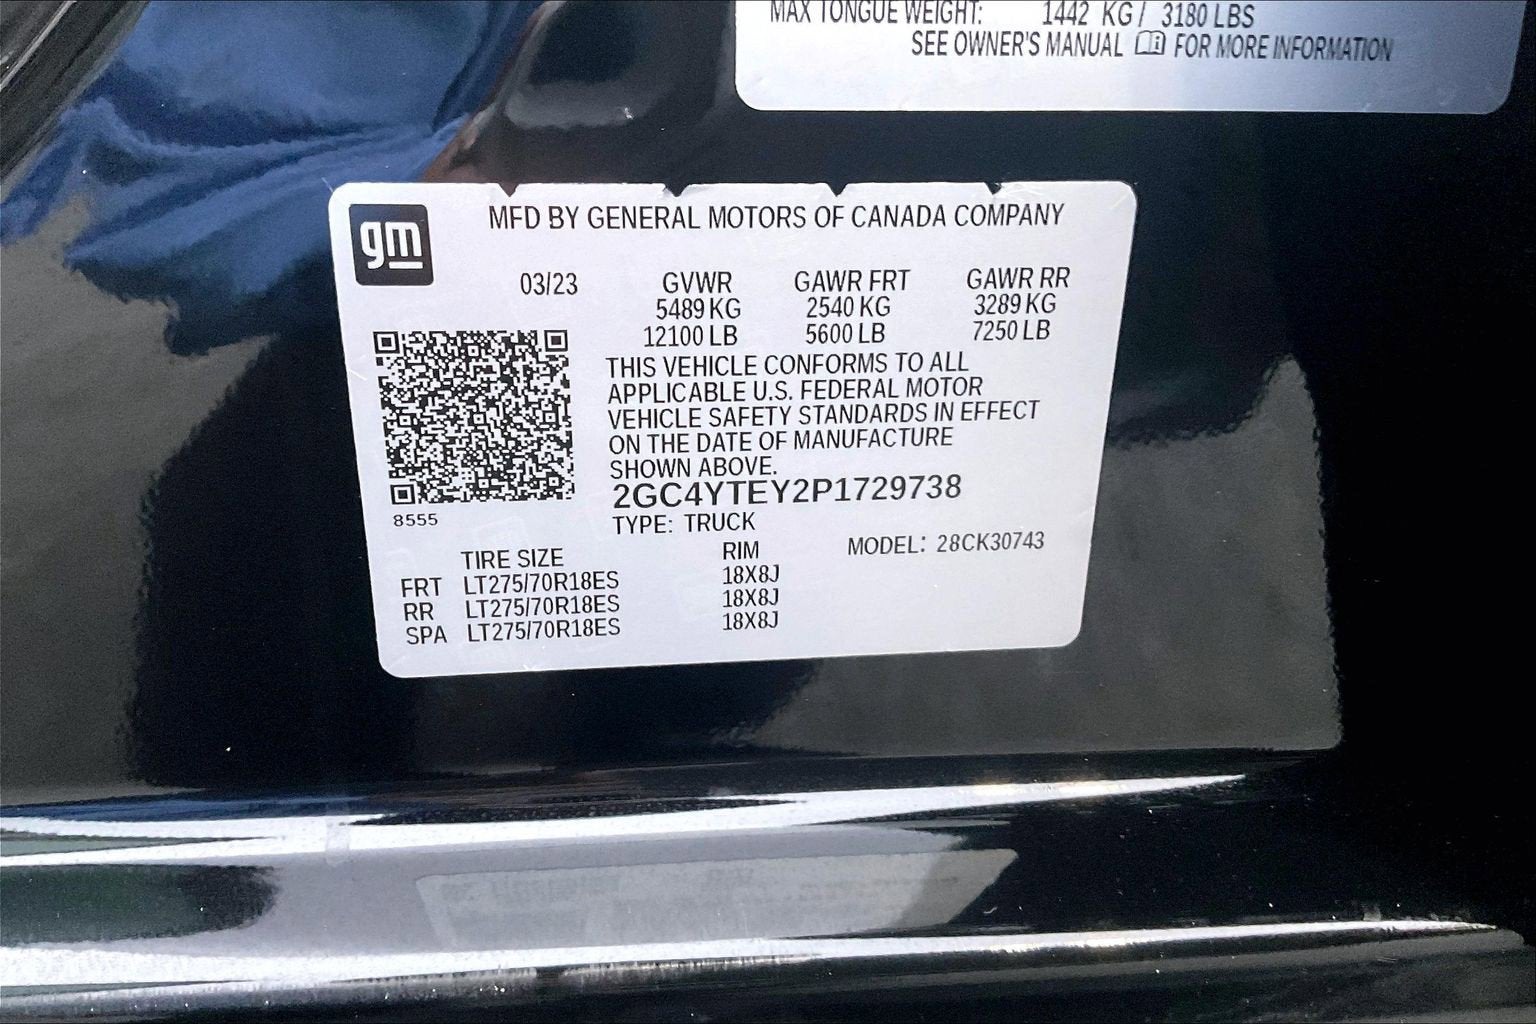 MAX TONGUE WEIGHT: 1442 KG / 3180 LBS
SEE OWNER'S MANUAL FOR MORE INFORMATION
gm
MFD BY GENERAL MOTORS OF CANADA COMPANY
03/23 GVWR GAWR FRT GAWR RR
5489 KG 2540 KG 3289 KG
12100 LB 5600 LB 7250 LB
THIS VEHICLE CONFORMS TO ALL
APPLICABLE U.S. FEDERAL MOTOR
VEHICLE SAFETY STANDARDS IN EFFECT
ON THE DATE OF MANUFACTURE
SHOWN ABOVE.
2GC4YTEY2P1729738
8555
TYPE: TRUCK
MODEL: 28CK30743
TIRE SIZE RIM
FRT LT275/70R18ES 18X8J
RR LT275/70R18ES 18X8J
SPA LT275/70R18ES 18X8J